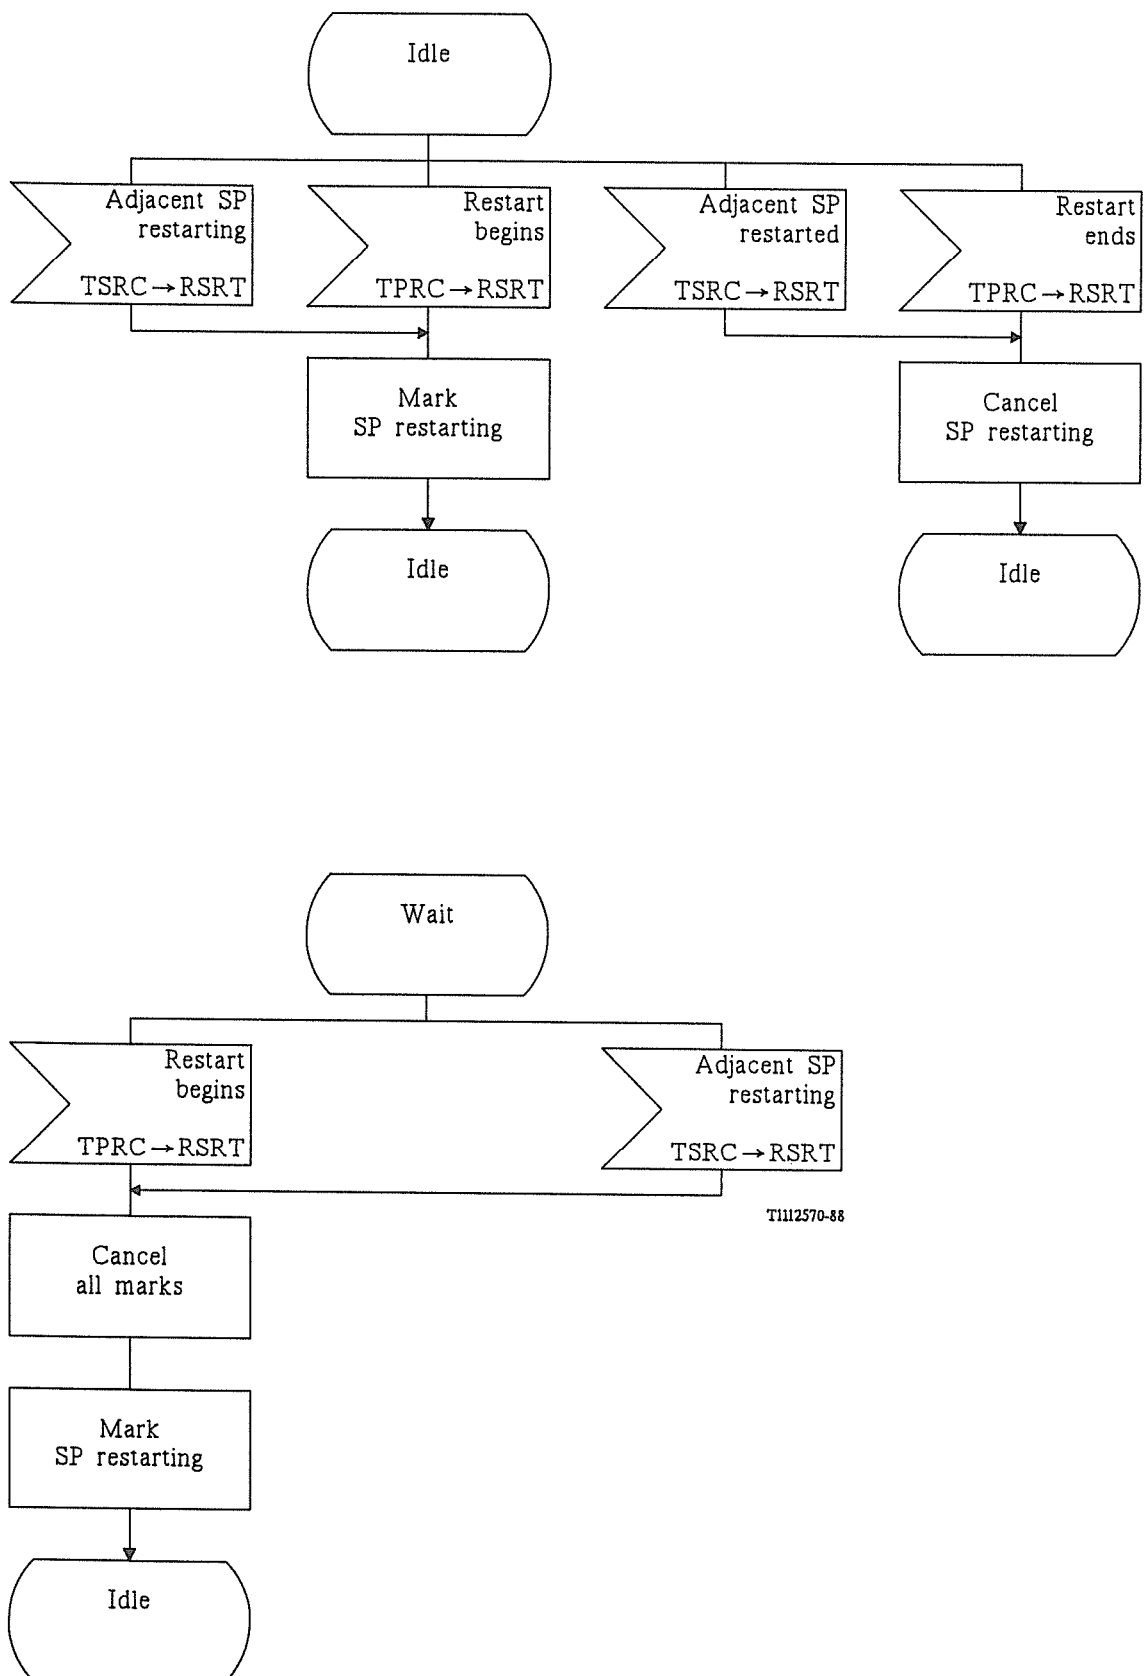 Idle
Adjacent SP
restarting
TSRC→RSRT
Restart
begins
TPRC→RSRT
Adjacent SP
restarted
TSRC→RSRT
Restart
ends
TPRC→RSRT
Mark
SP restarting
Cancel
SP restarting
Idle
Idle
Wait
Restart
begins
TPRC→RSRT
Adjacent SP
restarting
TSRC→RSRT
T1112570-88
Cancel
all marks
Mark
SP restarting
Idle